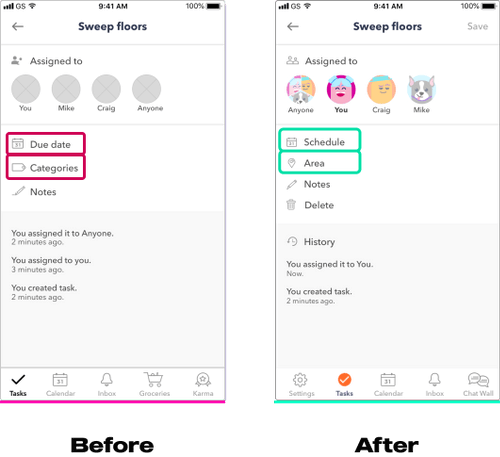 GS 9:41 AM 100%
Sweep floors
Assigned to
You Mike Craig Anyone
Due date
Categories
Notes
You assigned it to Anyone.
2 minutes ago.
You assigned to you.
3 minutes ago.
You created task.
2 minutes ago.
31
Tasks Calendar Inbox Groceries Karma
Before
GS 9:41 AM 100%
Sweep floors Save
Assigned to
Anyone You Craig Mike
Schedule
Area
Notes
Delete
History
You assigned it to You.
Now.
You created task.
2 minutes ago.
31
Settings Tasks Calendar Inbox Chat Wall
After